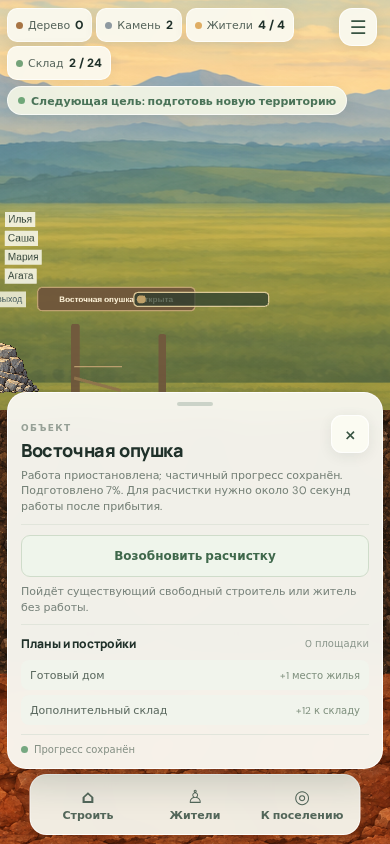 Дерево 0
Камень 2
Жители 4 / 4
Склад 2 / 24
Следующая цель: подготовь новую территорию
Илья
Саша
Мария
Агата
Восточная опушка
ОБЪЕКТ
Восточная опушка
Работа приостановлена; частичный прогресс сохранён.
Подготовлено 7%. Для расчистки нужно около 30 секунд
работы после прибытия.
Возобновить расчистку
Пойдёт существующий свободный строитель или житель
без работы.
Планы и постройки
0 площадки
Готовый дом
+1 место жилья
Дополнительный склад
+12 к складу
Прогресс сохранён
Строить
Жители
К поселению